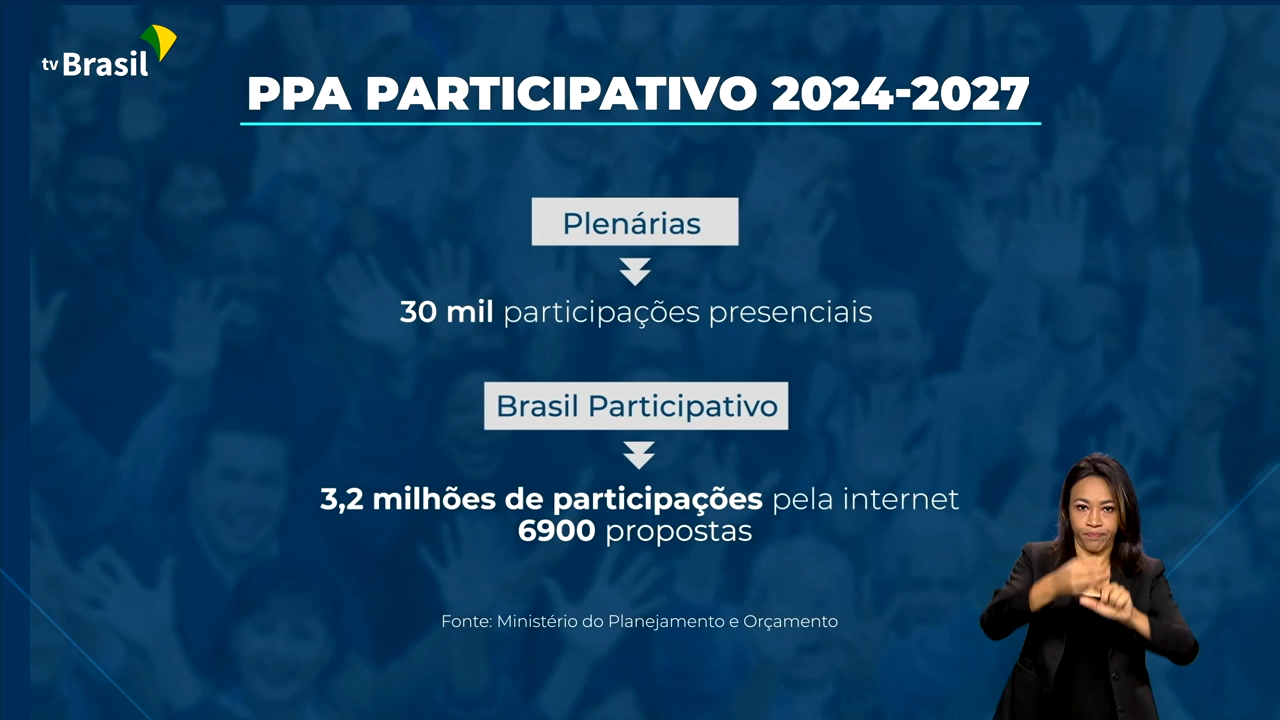 tv Brasil
PPA PARTICIPATIVO 2024-2027
Plenárias
30 mil participações presenciais
Brasil Participativo
3,2 milhões de participações pela internet
6900 propostas
Fonte: Ministério do Planejamento e Orçamento